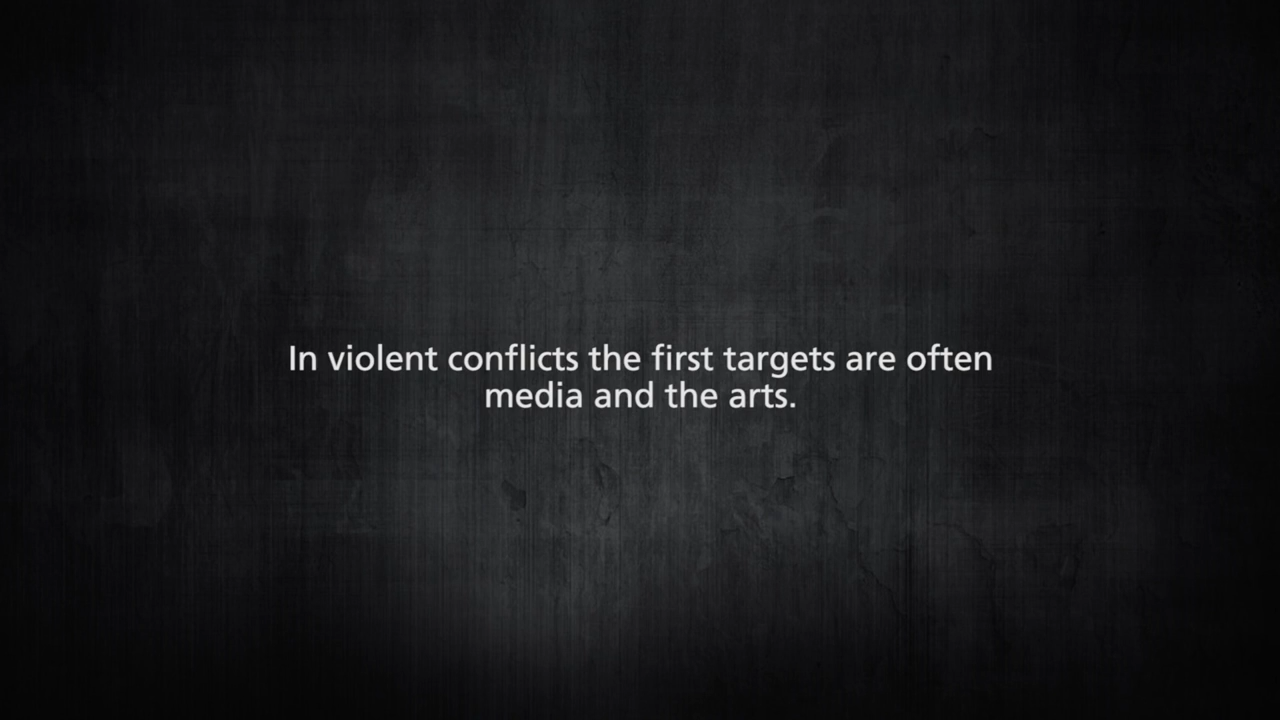 In violent conflicts the first targets are often
media and the arts.